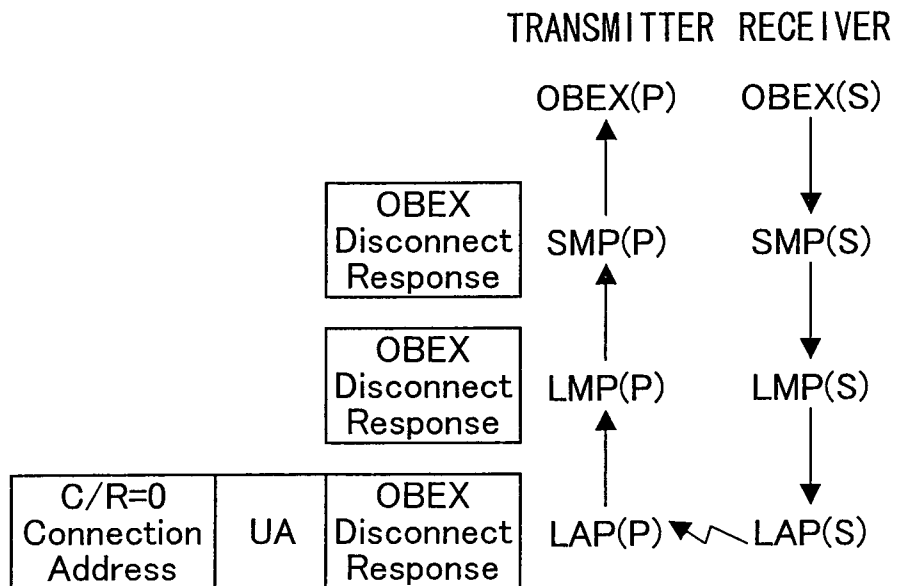 TRANSMITTER RECEIVER
OBEX(P) OBEX(S)
OBEX
Disconnect
Response
SMP(P) SMP(S)
OBEX
Disconnect
Response
LMP(P) LMP(S)
C/R=0
Connection
Address
UA
OBEX
Disconnect
Response
LAP(P) LAP(S)